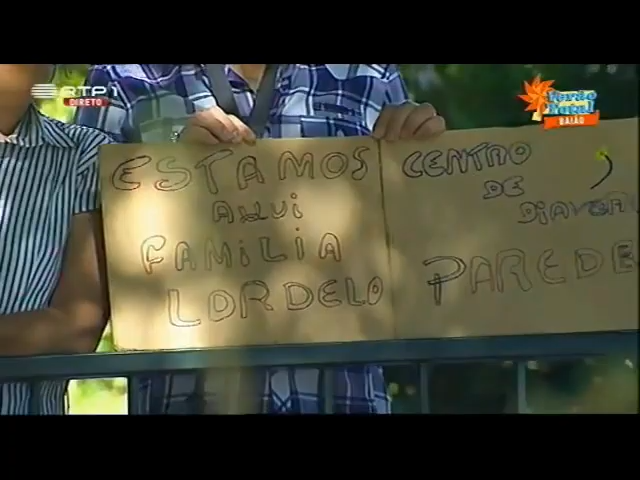 RTP1
DIRETO
Verão
Total
BAIÃO
ESTAMOS
AQUI
FAMILIA
LORDELO
CENTRO
DE
PAREDE